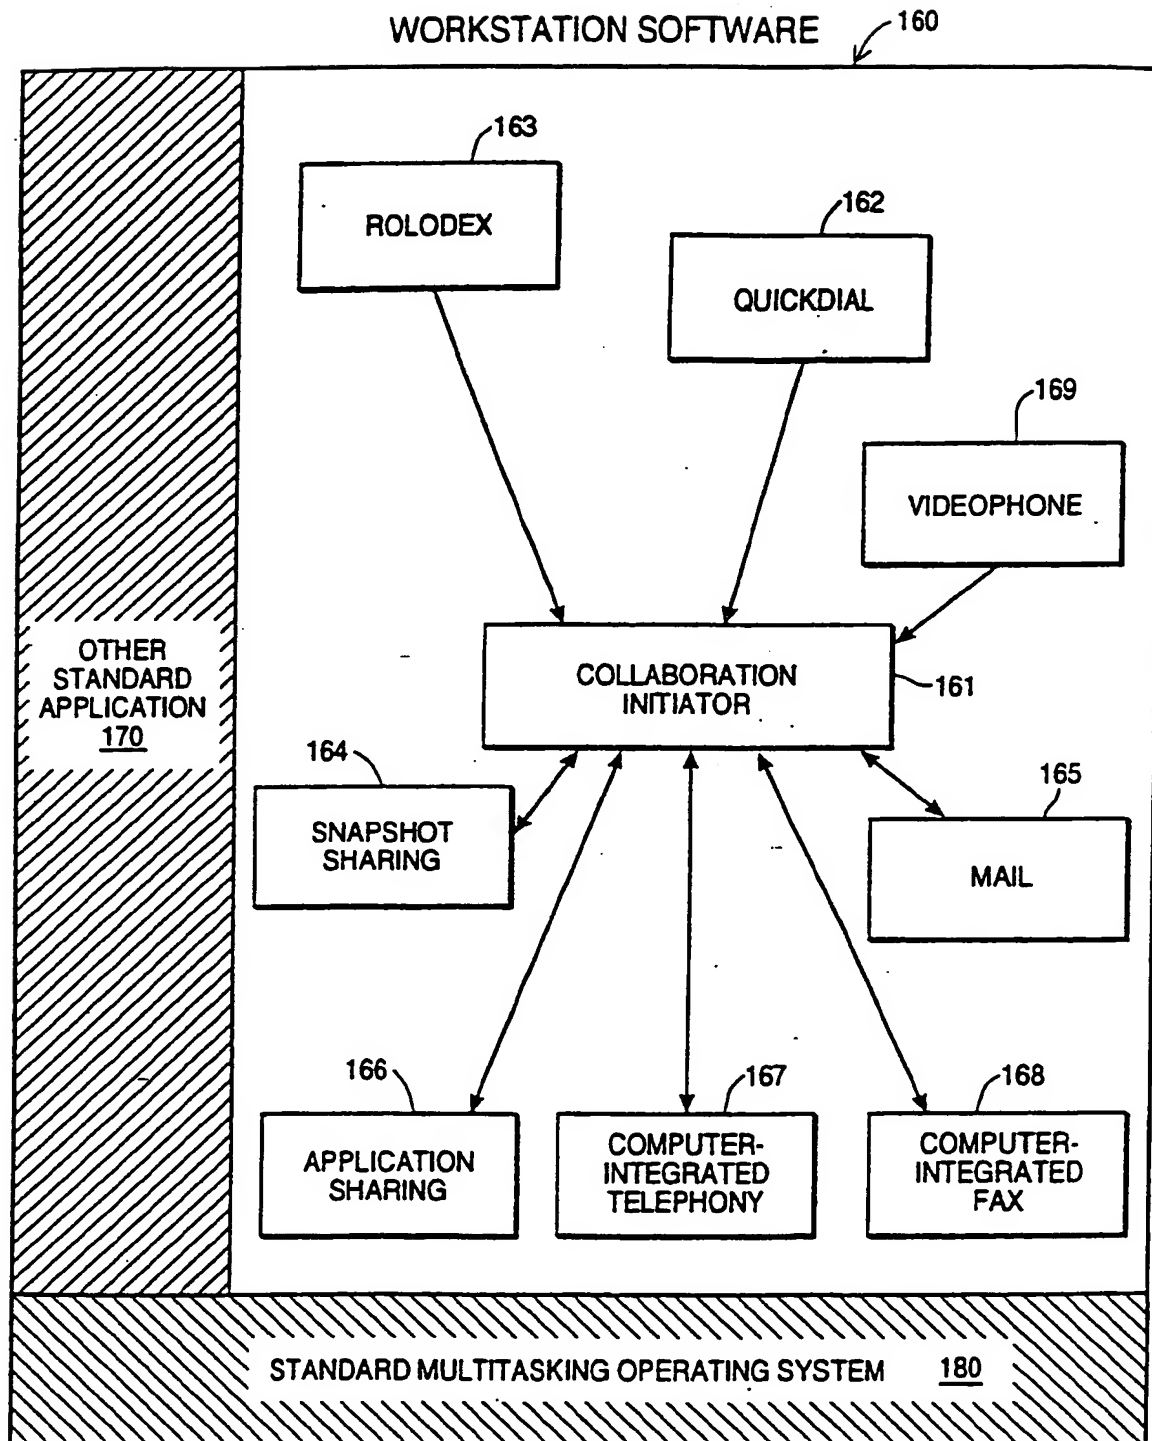 WORKSTATION SOFTWARE
160
163
ROLODEX
162
QUICKDIAL
169
VIDEOPHONE
OTHER
STANDARD
APPLICATION
170
COLLABORATION
INITIATOR
161
164
SNAPSHOT
SHARING
165
MAIL
166
APPLICATION
SHARING
167
COMPUTER-
INTEGRATED
TELEPHONY
168
COMPUTER-
INTEGRATED
FAX
STANDARD MULTITASKING OPERATING SYSTEM 180